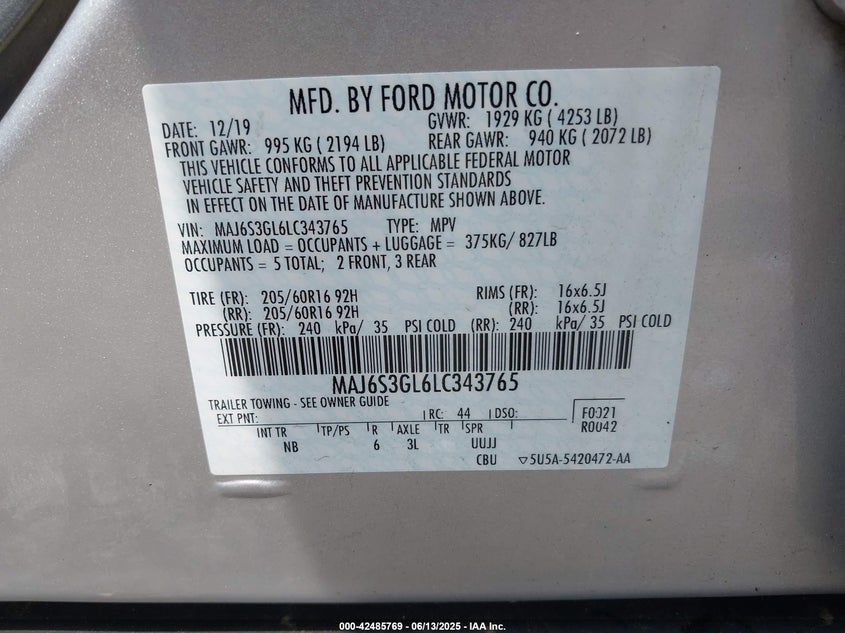 MFD. BY FORD MOTOR CO.
DATE: 12/19 GVWR: 1929 KG ( 4253 LB)
FRONT GAWR: 995 KG ( 2194 LB) REAR GAWR: 940 KG ( 2072 LB)
THIS VEHICLE CONFORMS TO ALL APPLICABLE FEDERAL MOTOR
VEHICLE SAFETY AND THEFT PREVENTION STANDARDS
IN EFFECT ON THE DATE OF MANUFACTURE SHOWN ABOVE.
VIN: MAJ6S3GL6LC343765 TYPE: MPV
MAXIMUM LOAD = OCCUPANTS + LUGGAGE = 375KG/ 827LB
OCCUPANTS = 5 TOTAL; 2 FRONT, 3 REAR
TIRE (FR): 205/60R16 92H RIMS (FR): 16x6.5J
(RR): 205/60R16 92H (RR): 16x6.5J
PRESSURE (FR): 240 kPa/ 35 PSI COLD (RR): 240 kPa/ 35 PSI COLD
MAJ6S3GL6LC343765
TRAILER TOWING - SEE OWNER GUIDE
EXT PNT: RC: 44 DSO: F0021
R0042
INT TR TP/PS R AXLE TR SPR
NB 6 3L UUJJ
CBU ▽5U5A-5420472-AA
000-42485769 - 06/13/2025 - IAA Inc.